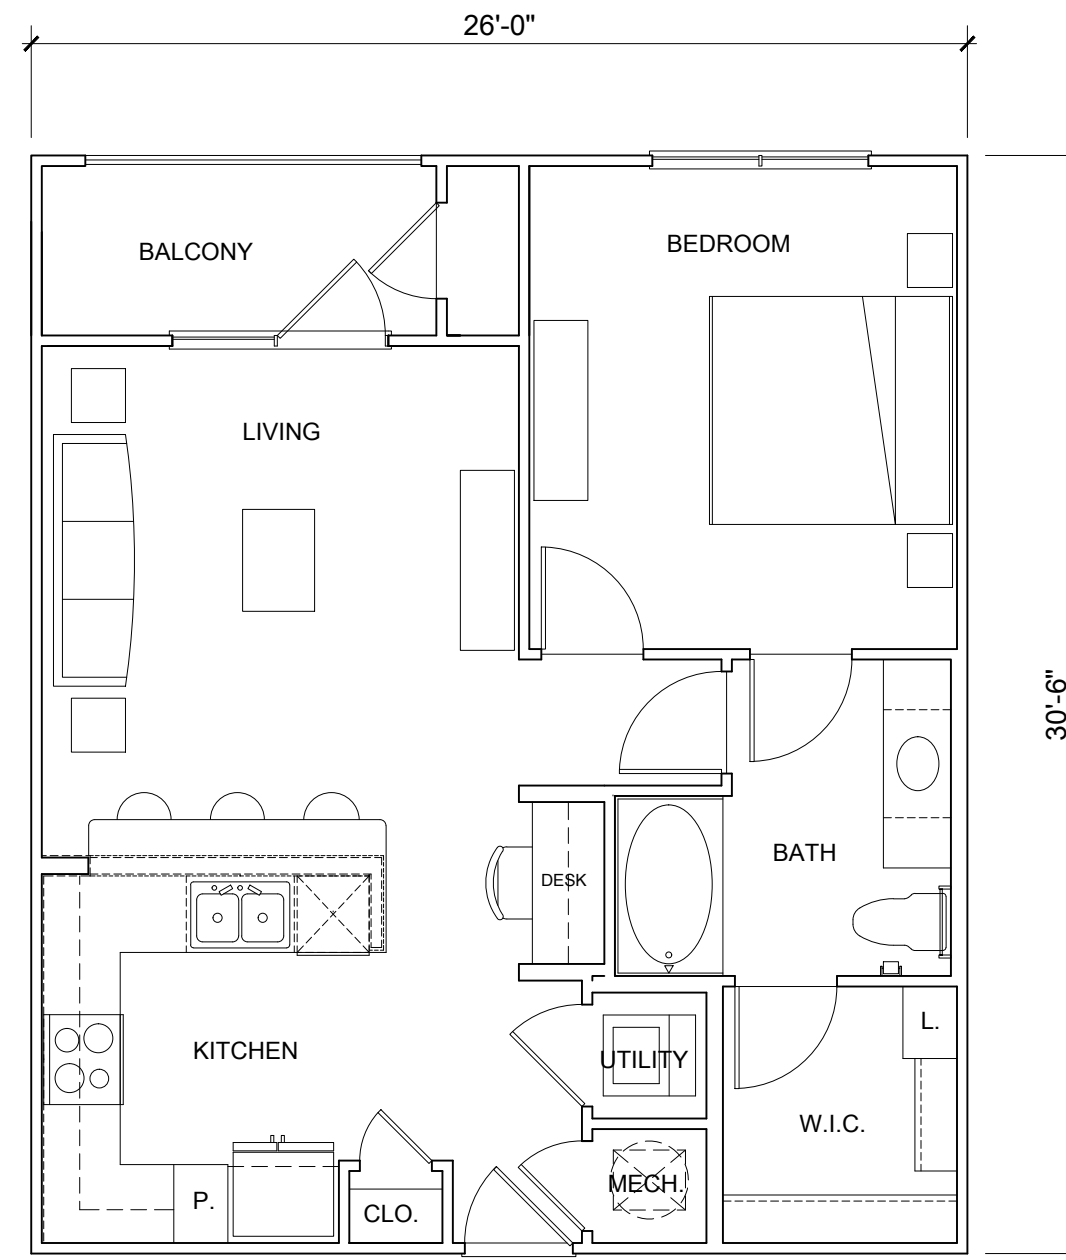 26'-0"
BALCONY
BEDROOM
LIVING
30'-6"
BATH
DESK
L.
KITCHEN
UTILITY
W.I.C.
MECH.
P.
CLO.